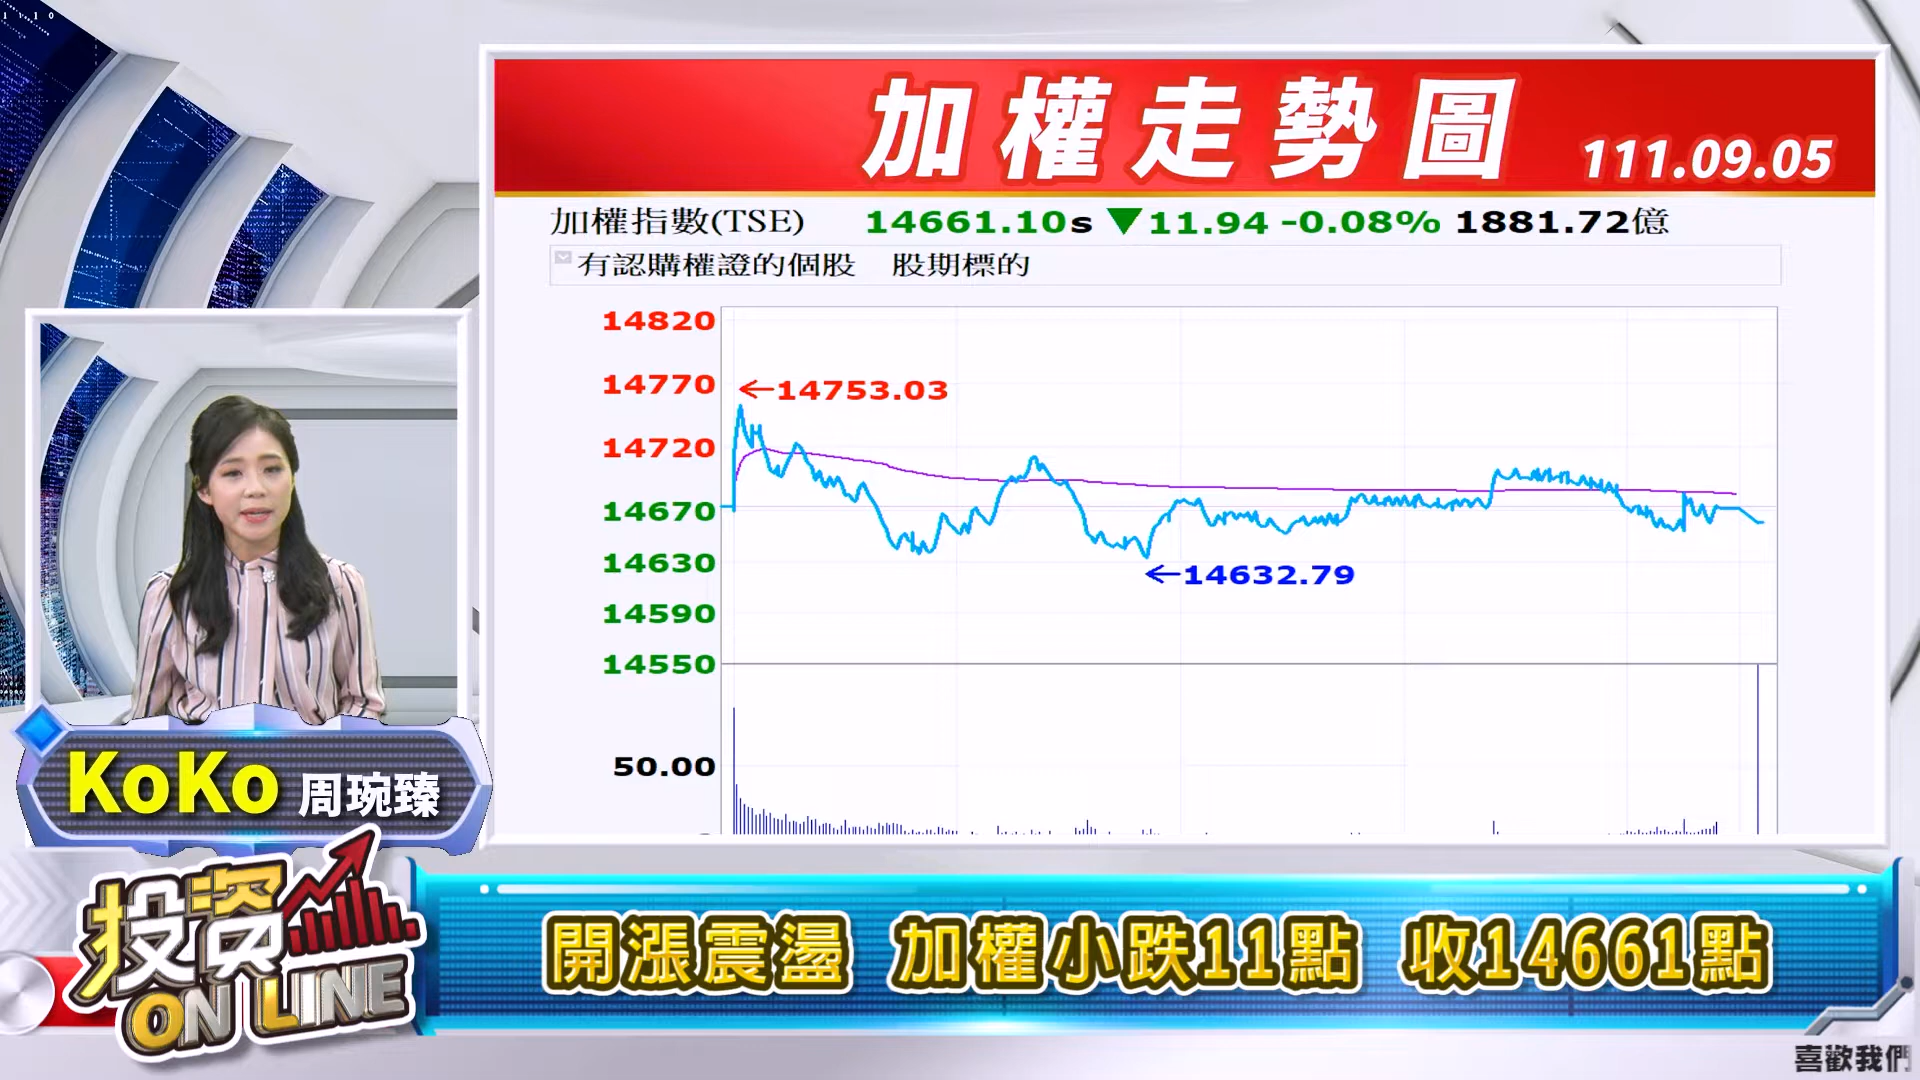 1 1 1 0
加權走勢圖 111.09.05
加權指數(TSE) 14661.10s ▼11.94 -0.08% 1881.72億
有認購權證的個股 股期標的
14820
14770
←14753.03
14720
14670
14630
←14632.79
14590
14550
50.00
KoKo 周琬臻
投資
ON LINE
開漲震盪 加權小跌11點 收14661點
喜歡我們